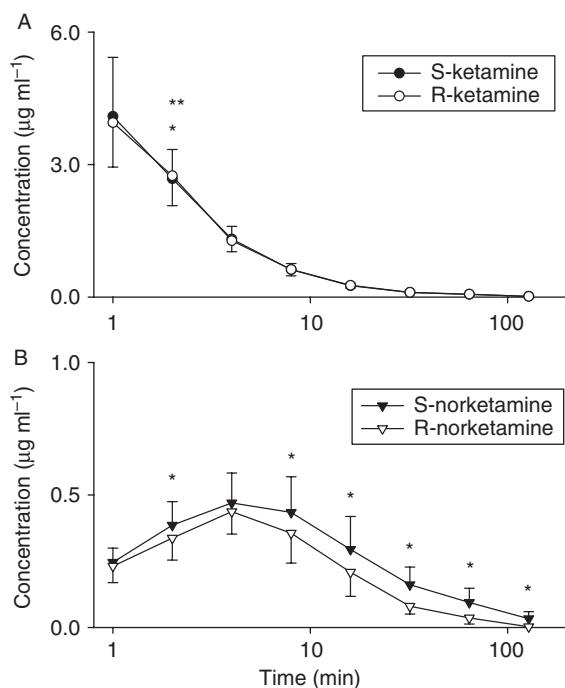 A
6.0
3.0
0.0
Concentration (µg ml⁻¹)
S-ketamine
R-ketamine
**
*
1
10
100
B
1.0
0.5
0.0
Concentration (µg ml⁻¹)
S-norketamine
R-norketamine
*
*
*
*
*
*
1
10
100
Time (min)